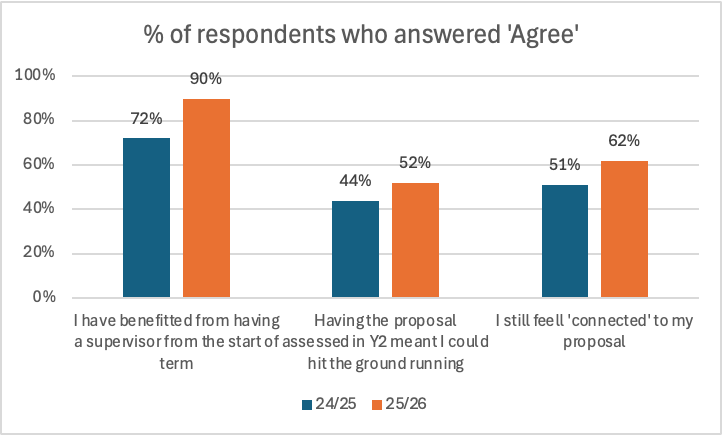 % of respondents who answered 'Agree'
100%
80%
60%
40%
20%
0%
72%
90%
44%
52%
51%
62%
I have benefitted from having
a supervisor from the start of
term
Having the proposal
assessed in Y2 meant I could
hit the ground running
I still feell 'connected' to my
proposal
24/25
25/26